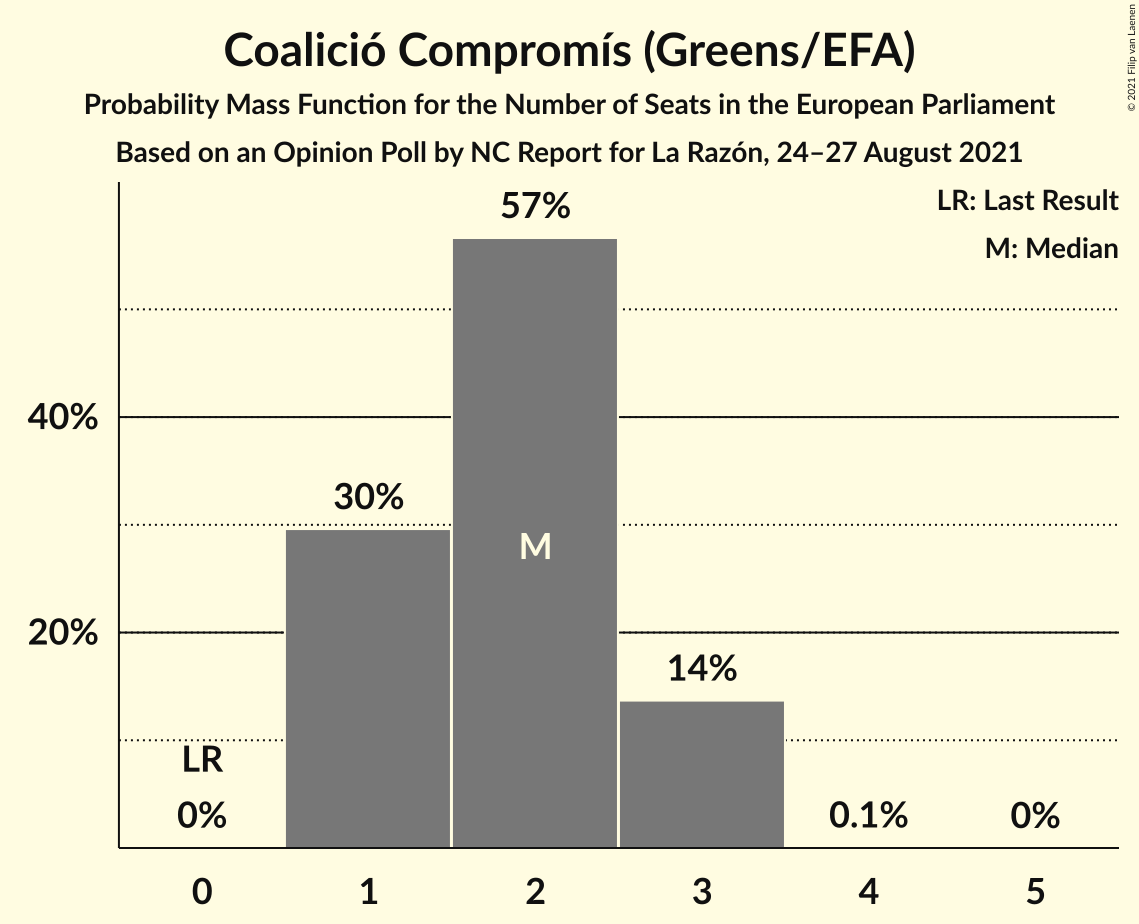 Coalició Compromís (Greens/EFA)
Probability Mass Function for the Number of Seats in the European Parliament
Based on an Opinion Poll by NC Report for La Razón, 24–27 August 2021
© 2021 Filip van Laenen
LR: Last Result
M: Median
57%
40%
30%
M
20%
14%
LR
0%
0.1%
0%
0 1 2 3 4 5